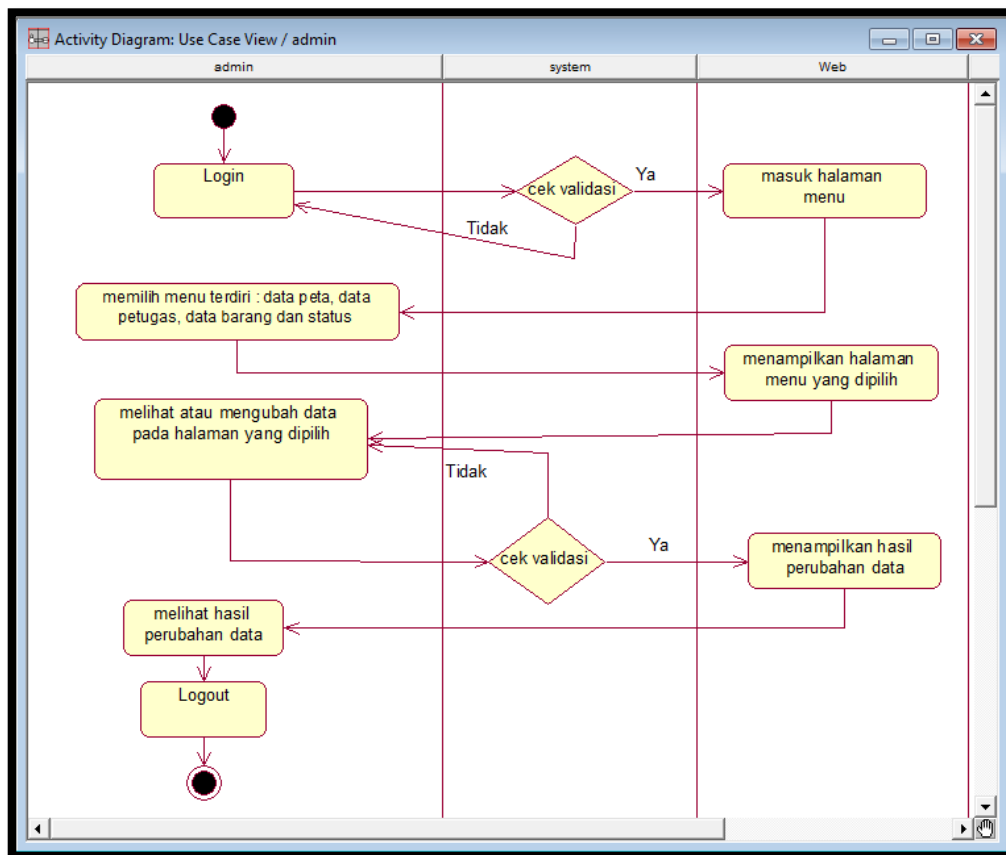 Activity Diagram: Use Case View / admin
admin
system
Web
Login
cek validasi
Ya
masuk halaman
menu
Tidak
memilih menu terdiri : data peta, data
petugas, data barang dan status
menampilkan halaman
menu yang dipilih
melihat atau mengubah data
pada halaman yang dipilih
Tidak
cek validasi
Ya
menampilkan hasil
perubahan data
melihat hasil
perubahan data
Logout